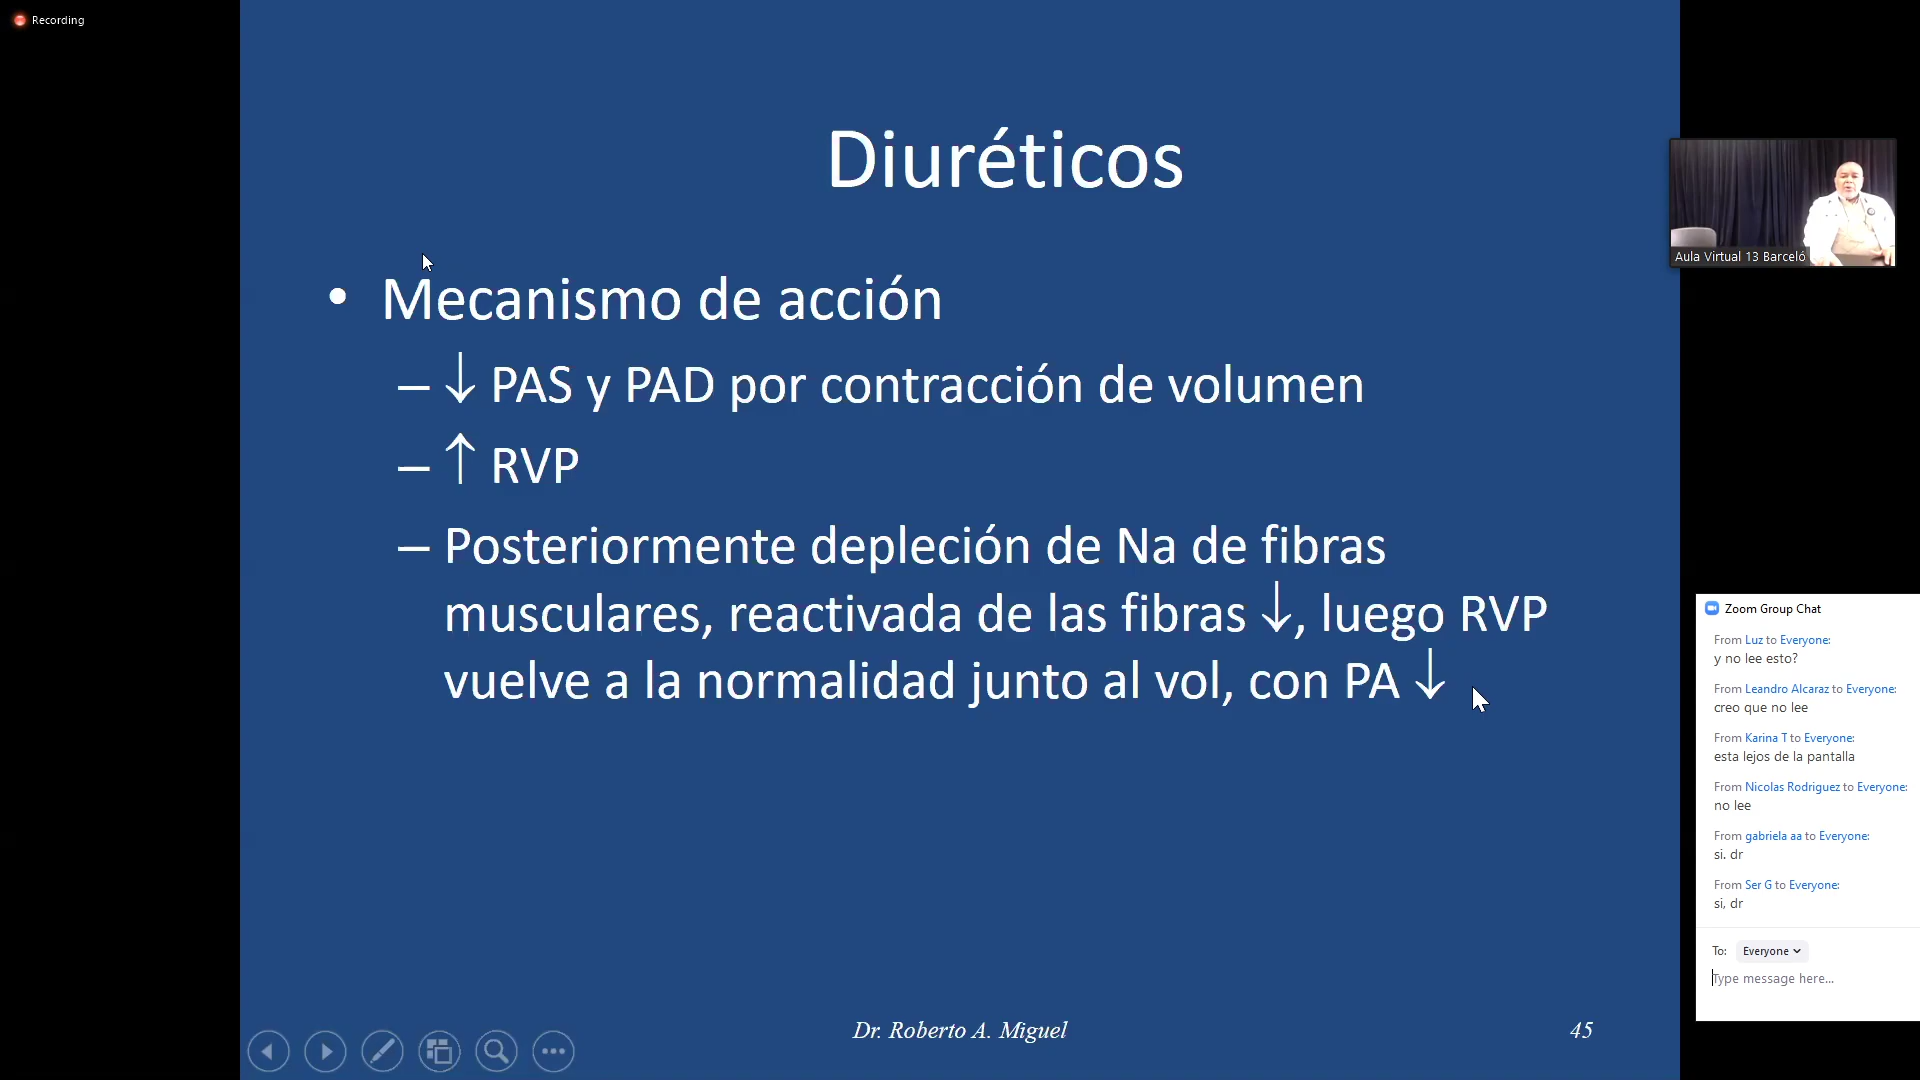 Recording
Diuréticos
• Mecanismo de acción
– ↓ PAS y PAD por contracción de volumen
– ↑ RVP
– Posteriormente depleción de Na de fibras
musculares, reactivada de las fibras ↓, luego RVP
vuelve a la normalidad junto al vol, con PA ↓
Dr. Roberto A. Miguel
45
Aula Virtual 13 Barceló
Zoom Group Chat
From Luz to Everyone:
y no lee esto?
From Leandro Alcaraz to Everyone:
creo que no lee
From Karina T to Everyone:
esta lejos de la pantalla
From Nicolas Rodriguez to Everyone:
no lee
From gabriela aa to Everyone:
si. dr
From Ser G to Everyone:
si, dr
To: Everyone
Type message here...